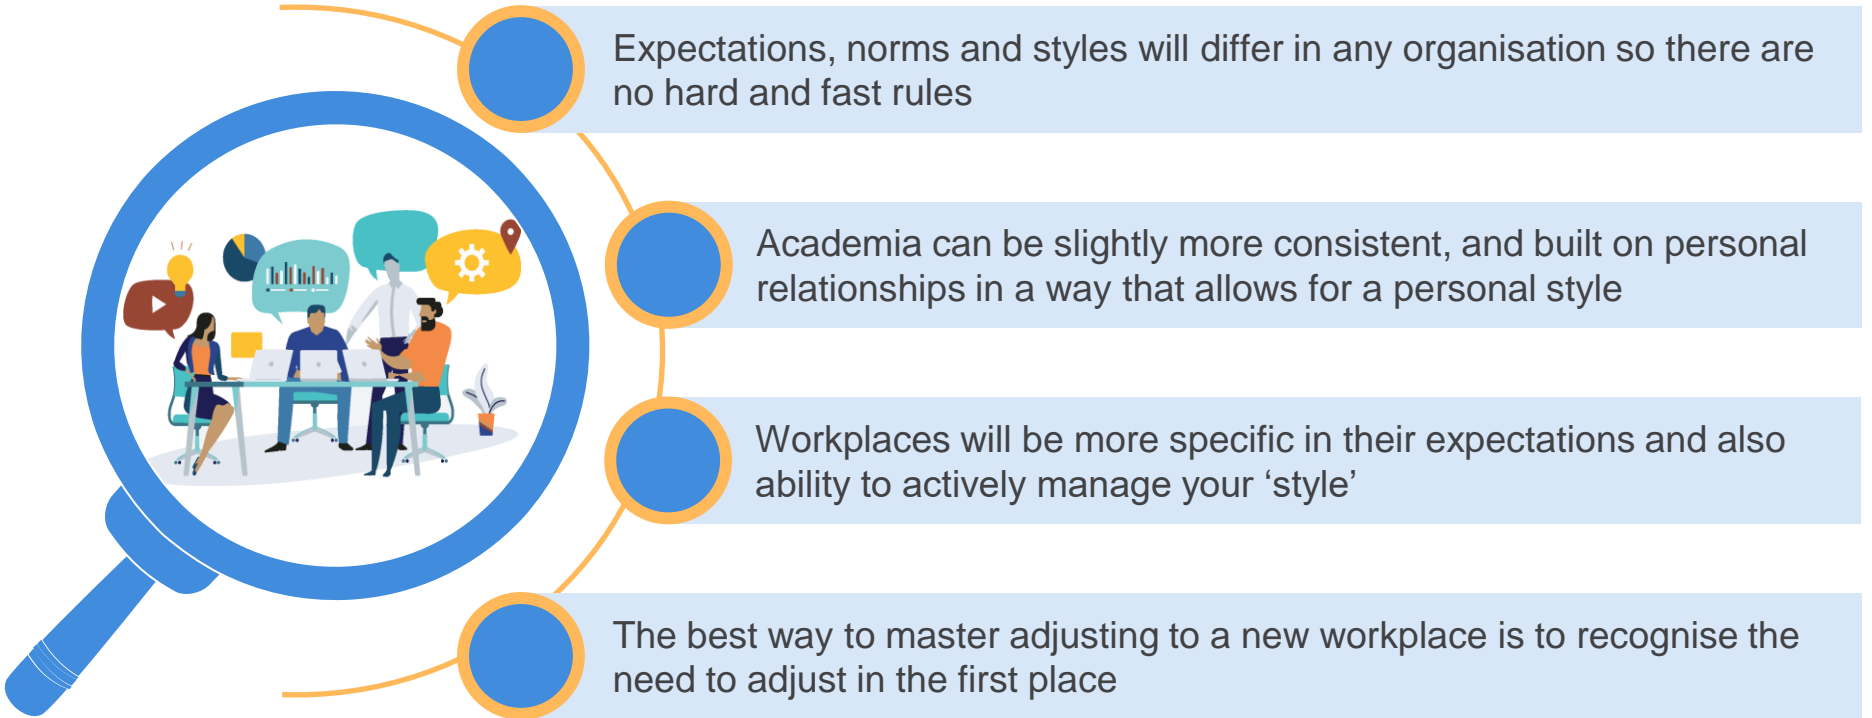 Expectations, norms and styles will differ in any organisation so there are
no hard and fast rules
Academia can be slightly more consistent, and built on personal
relationships in a way that allows for a personal style
Workplaces will be more specific in their expectations and also
ability to actively manage your ‘style’
The best way to master adjusting to a new workplace is to recognise the
need to adjust in the first place